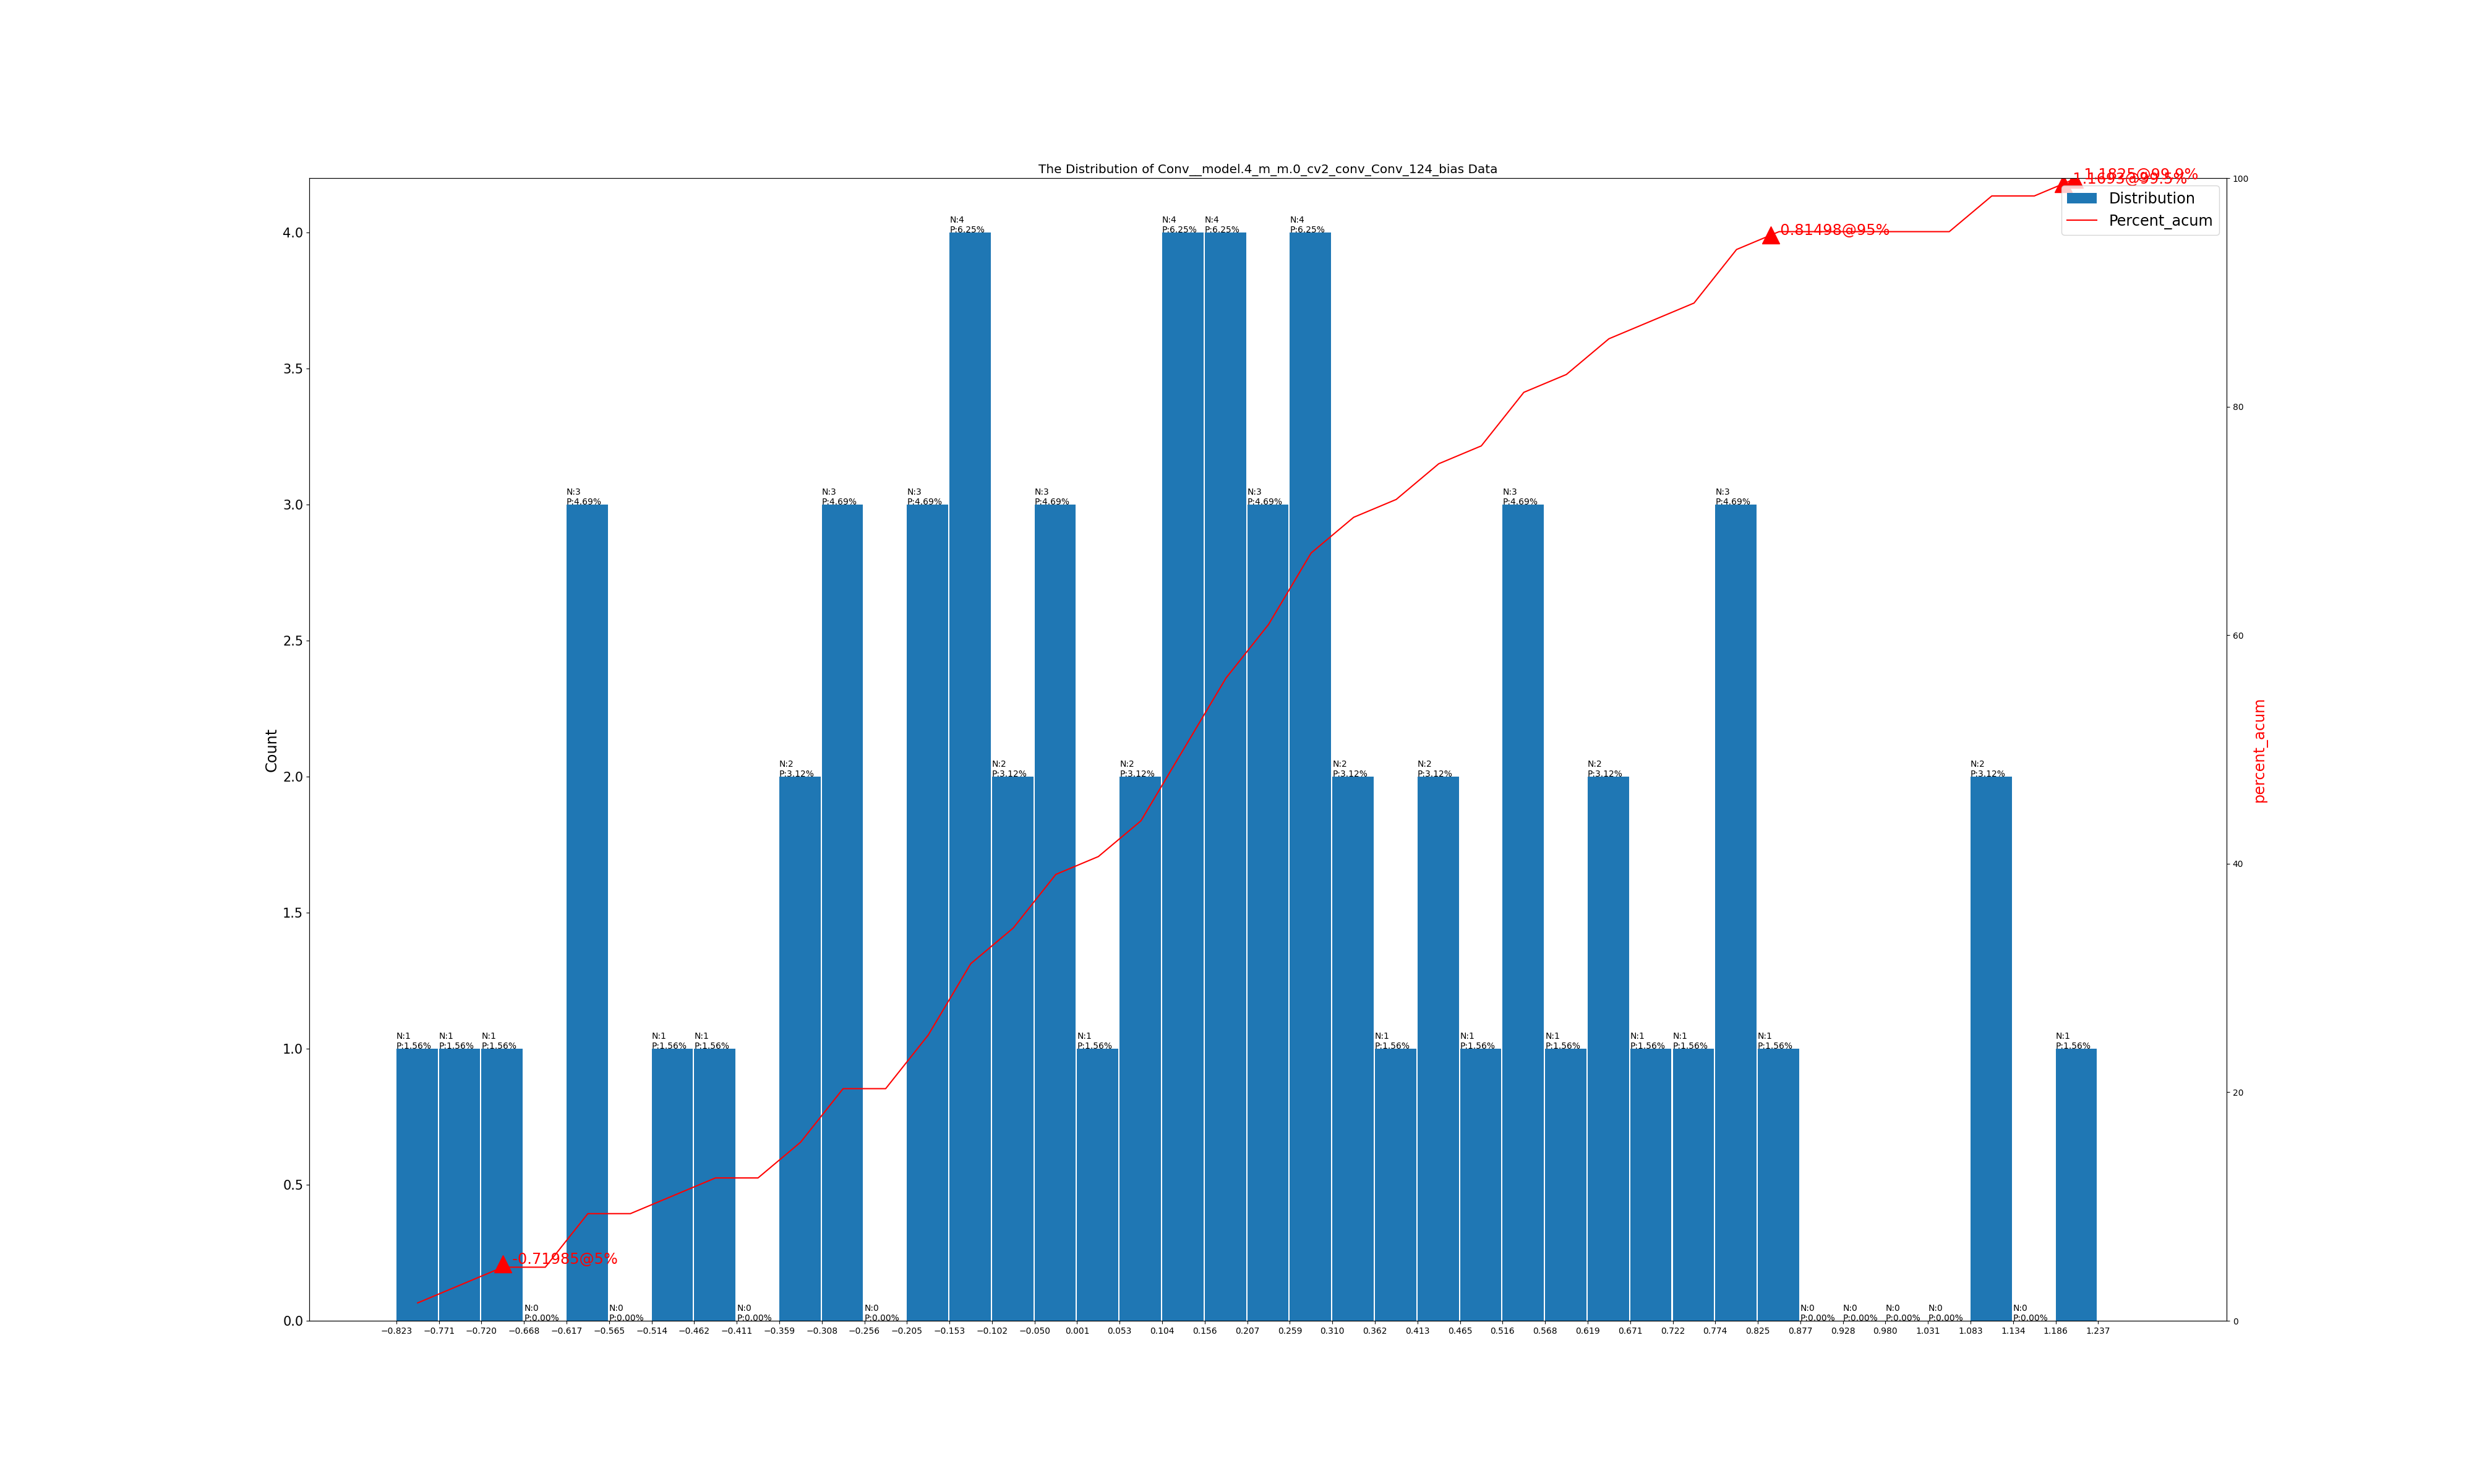 The Distribution of Conv__model.4_m_m.0_cv2_conv_Conv_124_bias Data
1.1825@99.9%
1.1693@99.5%
Distribution
Percent_acum
0.81498@95%
-0.71985@5%
Count
percent_acum
4.0
3.5
3.0
2.5
2.0
1.5
1.0
0.5
0.0
100
80
60
40
20
0
N:1
P:1.56%
N:1
P:1.56%
N:1
P:1.56%
N:0
P:0.00%
N:3
P:4.69%
N:0
P:0.00%
N:1
P:1.56%
N:1
P:1.56%
N:0
P:0.00%
N:2
P:3.12%
N:3
P:4.69%
N:0
P:0.00%
N:3
P:4.69%
N:4
P:6.25%
N:2
P:3.12%
N:3
P:4.69%
N:1
P:1.56%
N:2
P:3.12%
N:4
P:6.25%
N:4
P:6.25%
N:3
P:4.69%
N:4
P:6.25%
N:2
P:3.12%
N:1
P:1.56%
N:2
P:3.12%
N:1
P:1.56%
N:3
P:4.69%
N:1
P:1.56%
N:2
P:3.12%
N:1
P:1.56%
N:1
P:1.56%
N:3
P:4.69%
N:1
P:1.56%
N:0
P:0.00%
N:0
P:0.00%
N:0
P:0.00%
N:0
P:0.00%
N:2
P:3.12%
N:0
P:0.00%
N:1
P:1.56%
−0.823 −0.771 −0.720 −0.668 −0.617 −0.565 −0.514 −0.462 −0.411 −0.359 −0.308 −0.256 −0.205 −0.153 −0.102 −0.050 0.001 0.053 0.104 0.156 0.207 0.259 0.310 0.362 0.413 0.465 0.516 0.568 0.619 0.671 0.722 0.774 0.825 0.877 0.928 0.980 1.031 1.083 1.134 1.186 1.237